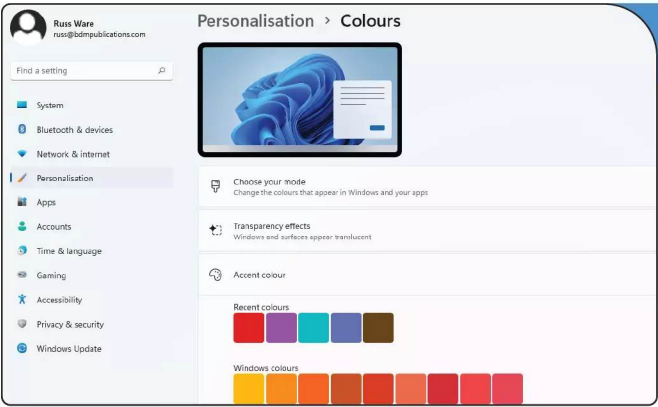 Russ Ware
russ@bdmpublications.com
Find a setting
System
Bluetooth & devices
Network & internet
Personalisation
Apps
Accounts
Time & language
Gaming
Accessibility
Privacy & security
Windows Update
Personalisation > Colours
Choose your mode
Change the colours that appear in Windows and your apps
Transparency effects
Windows and surfaces appear translucent
Accent colour
Recent colours
Windows colours